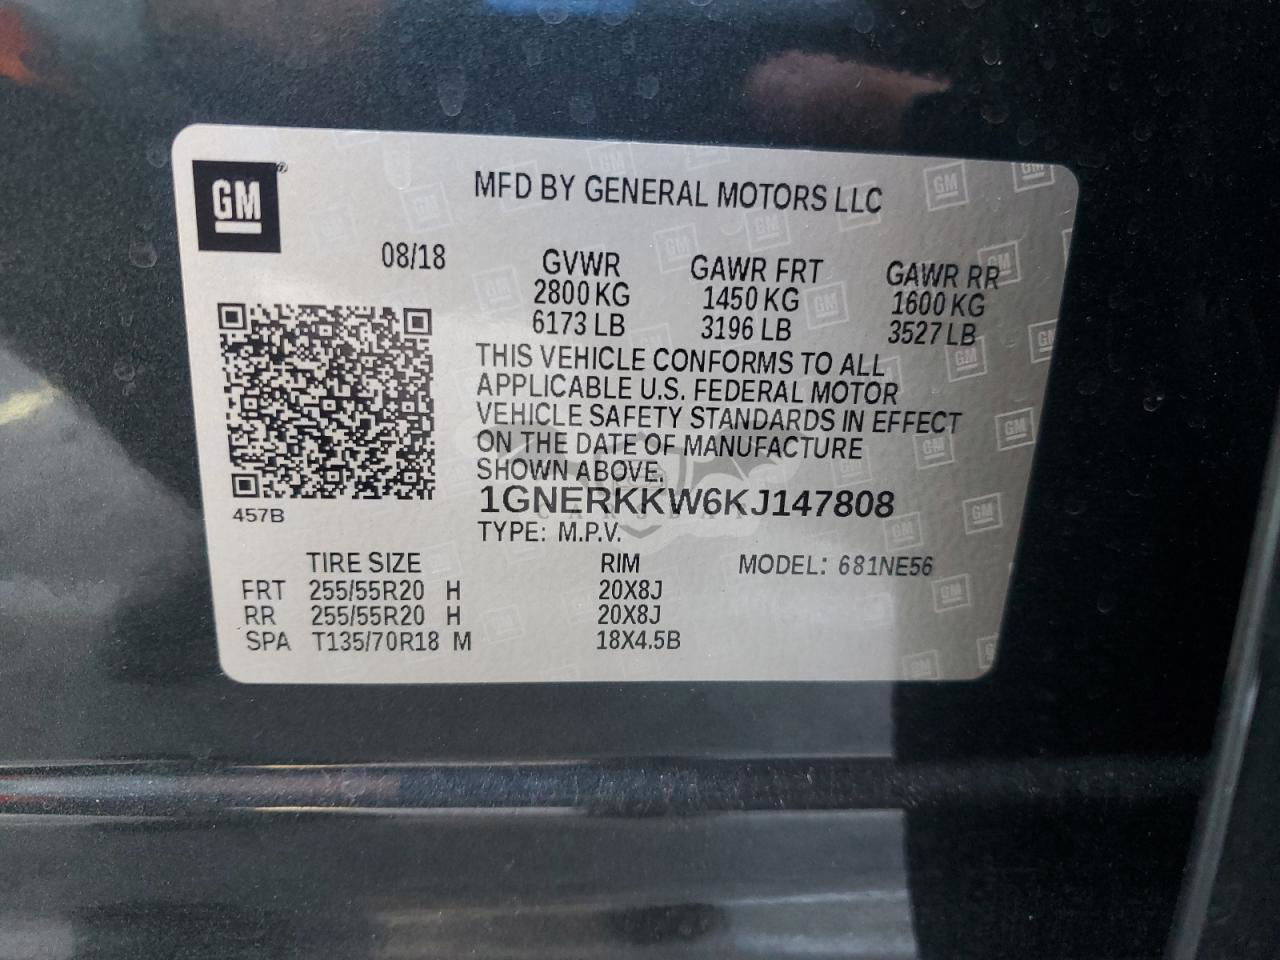 GM®
MFD BY GENERAL MOTORS LLC
08/18
GVWR GAWR FRT GAWR RR
2800 KG 1450 KG 1600 KG
6173 LB 3196 LB 3527 LB
THIS VEHICLE CONFORMS TO ALL
APPLICABLE U.S. FEDERAL MOTOR
VEHICLE SAFETY STANDARDS IN EFFECT
ON THE DATE OF MANUFACTURE
SHOWN ABOVE.
1GNERKKW6KJ147808
457B
TYPE: M.P.V.
TIRE SIZE RIM MODEL: 681NE56
FRT 255/55R20 H 20X8J
RR 255/55R20 H 20X8J
SPA T135/70R18 M 18X4.5B